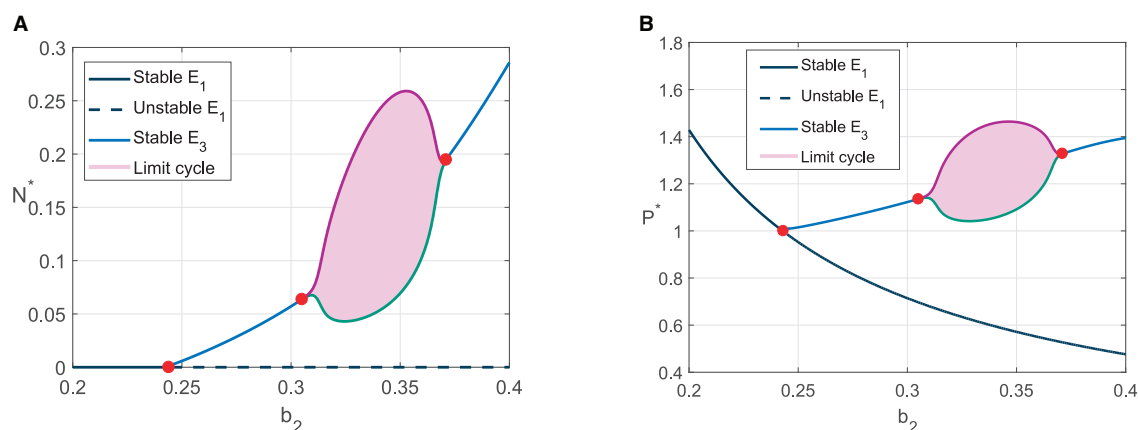 A
0.3
0.25
0.2
N*
0.15
0.1
0.05
0
Stable E1
Unstable E1
Stable E3
Limit cycle
0.2
0.25
0.3
0.35
0.4
b2
B
1.8
1.6
1.4
1.2
P*
1
0.8
0.6
0.4
Stable E1
Unstable E1
Stable E3
Limit cycle
0.2
0.25
0.3
0.35
0.4
b2